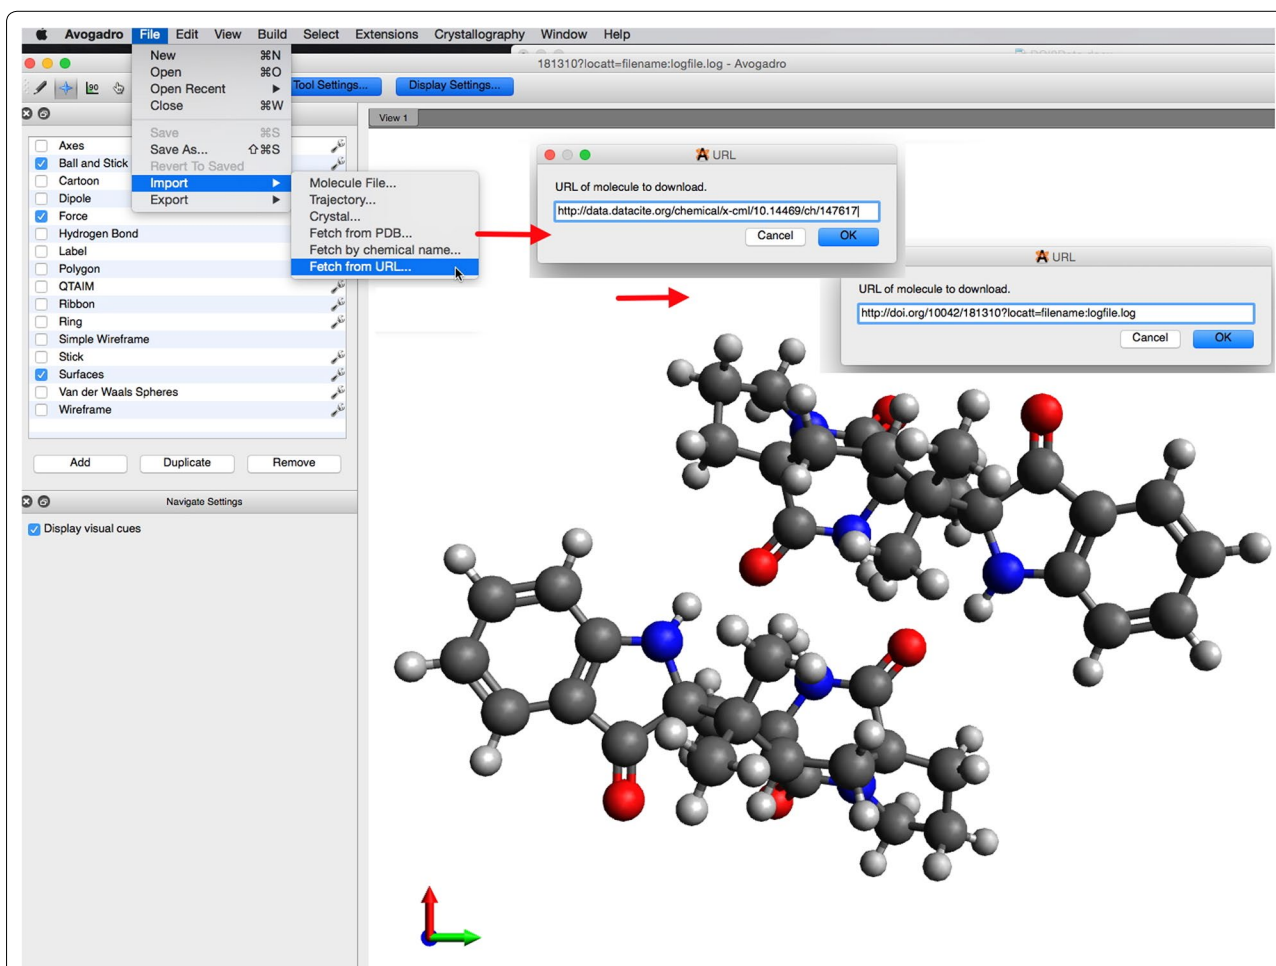 Avogadro File Edit View Build Select Extensions Crystallography Window Help
181310?locatt=filename:logfile.log - Avogadro
New ⌘N
Open ⌘O
Open Recent ▶
Close ⌘W
Save ⌘S
Save As... ⇧⌘S
Revert To Saved
Import ▶
Export ▶
Molecule File...
Trajectory...
Crystal...
Fetch from PDB...
Fetch by chemical name...
Fetch from URL...
90
Tool Settings... Display Settings...
View 1
Axes
Ball and Stick
Cartoon
Dipole
Force
Hydrogen Bond
Label
Polygon
QTAIM
Ribbon
Ring
Simple Wireframe
Stick
Surfaces
Van der Waals Spheres
Wireframe
Add Duplicate Remove
Navigate Settings
Display visual cues
URL
URL of molecule to download.
http://data.datacite.org/chemical/x-cml/10.14469/ch/147617
Cancel OK
URL
URL of molecule to download.
http://doi.org/10042/181310?locatt=filename:logfile.log
Cancel OK